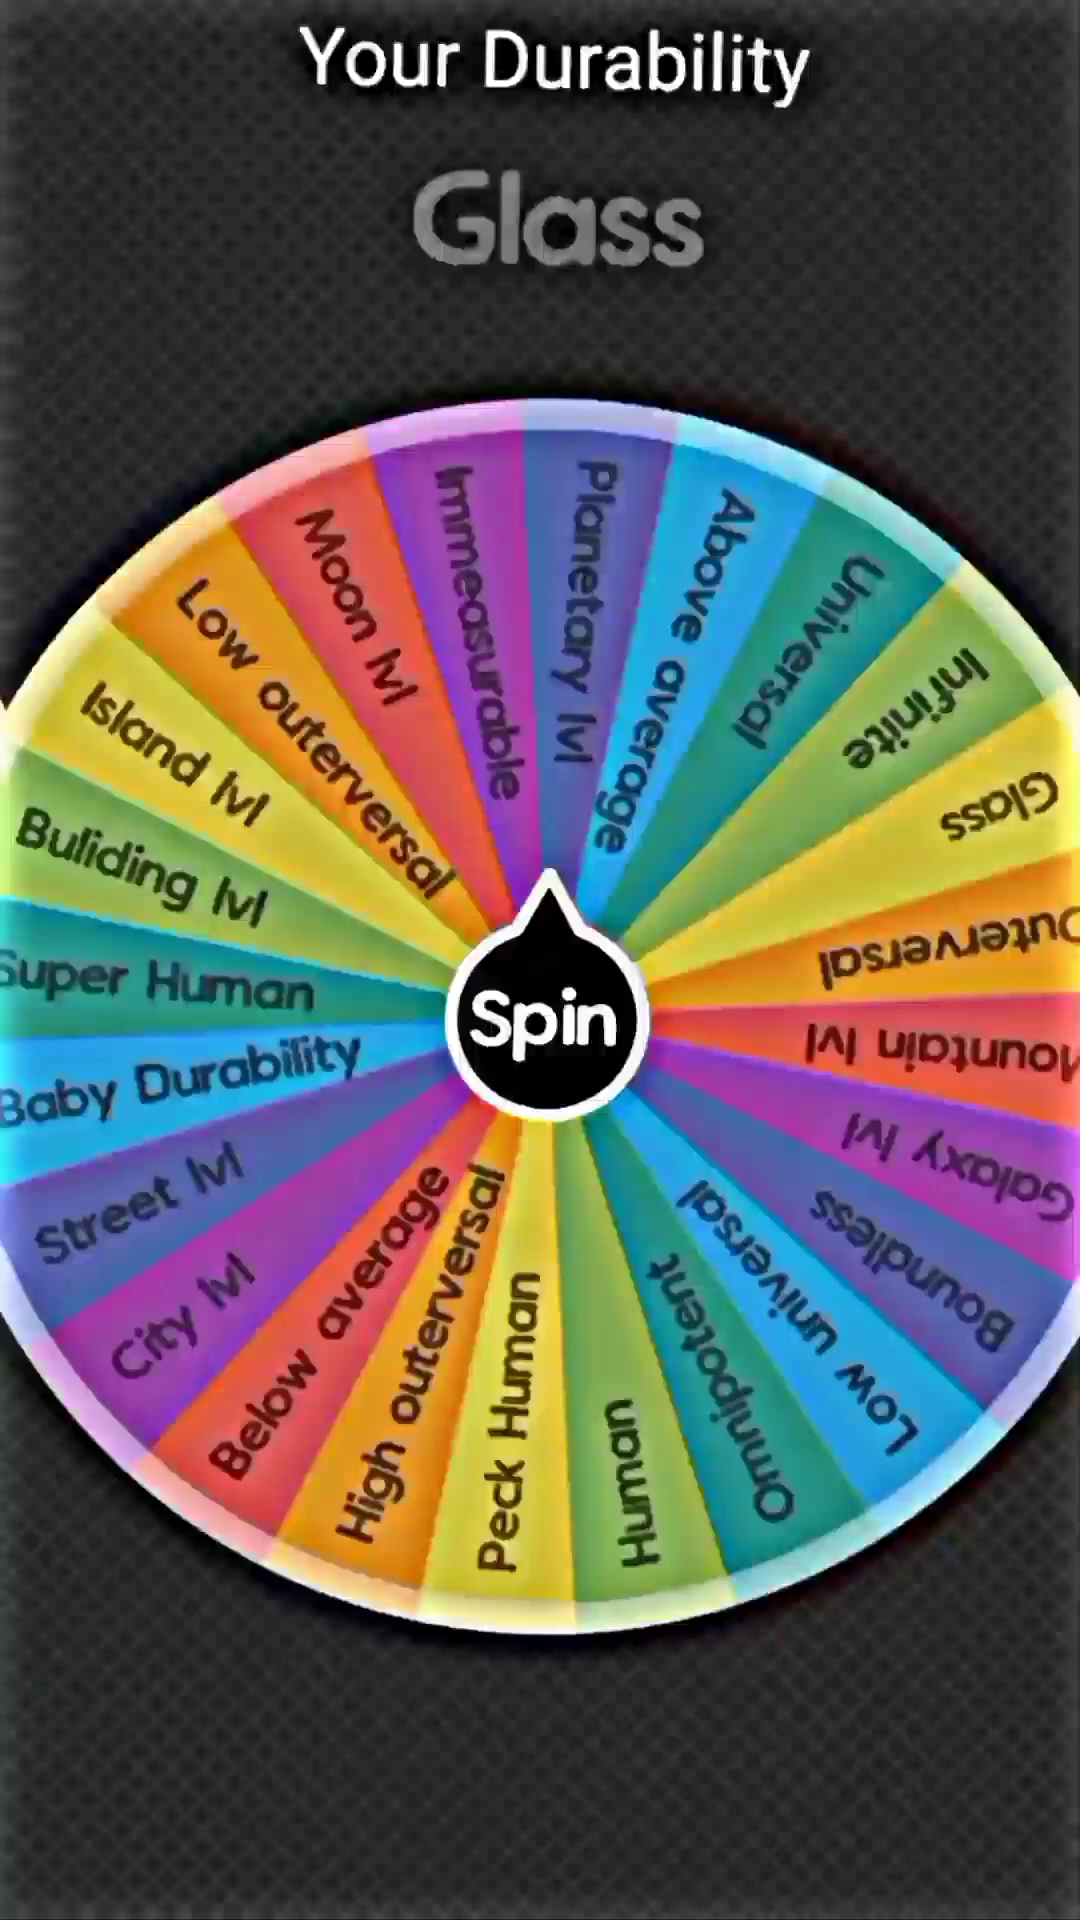 Your Durability
Glass
Planetary lvl
Above average
Universal
Infinite
Glass
Outerversal
Mountain lvl
Galaxy lvl
Boundless
Low universal
Omnipotent
Human
Peck Human
High outerversal
Below average
City lvl
Street lvl
Baby Durability
Super Human
Buliding lvl
Island lvl
Low outerversal
Moon lvl
Immeasurable
Spin